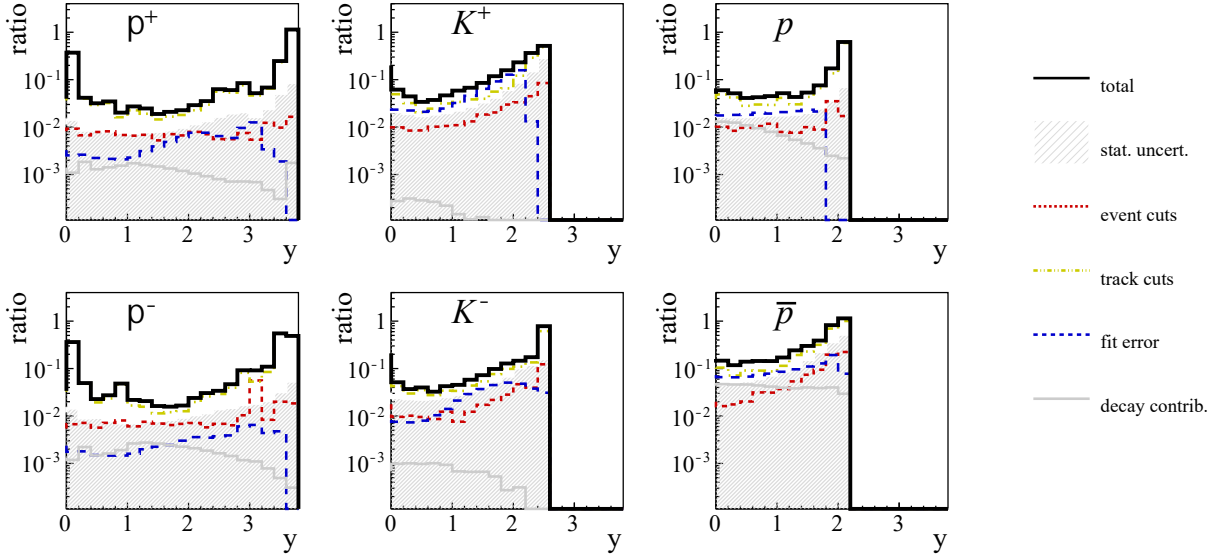 ratio
p⁺
1
10⁻¹
10⁻²
10⁻³
0 1 2 3
y
ratio
K⁺
1
10⁻¹
10⁻²
10⁻³
0 1 2 3
y
ratio
p
1
10⁻¹
10⁻²
10⁻³
0 1 2 3
y
ratio
p⁻
1
10⁻¹
10⁻²
10⁻³
0 1 2 3
y
ratio
K⁻
1
10⁻¹
10⁻²
10⁻³
0 1 2 3
y
ratio
p̅
1
10⁻¹
10⁻²
10⁻³
0 1 2 3
y
total
stat. uncert.
event cuts
track cuts
fit error
decay contrib.